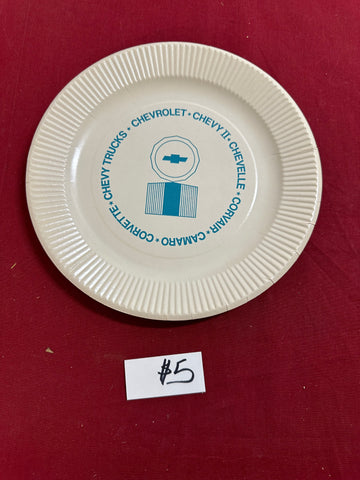 CHEVROLET • CHEVY II • CHEVELLE • CORVAIR • CAMARO • CORVETTE • CHEVY TRUCKS •
$5